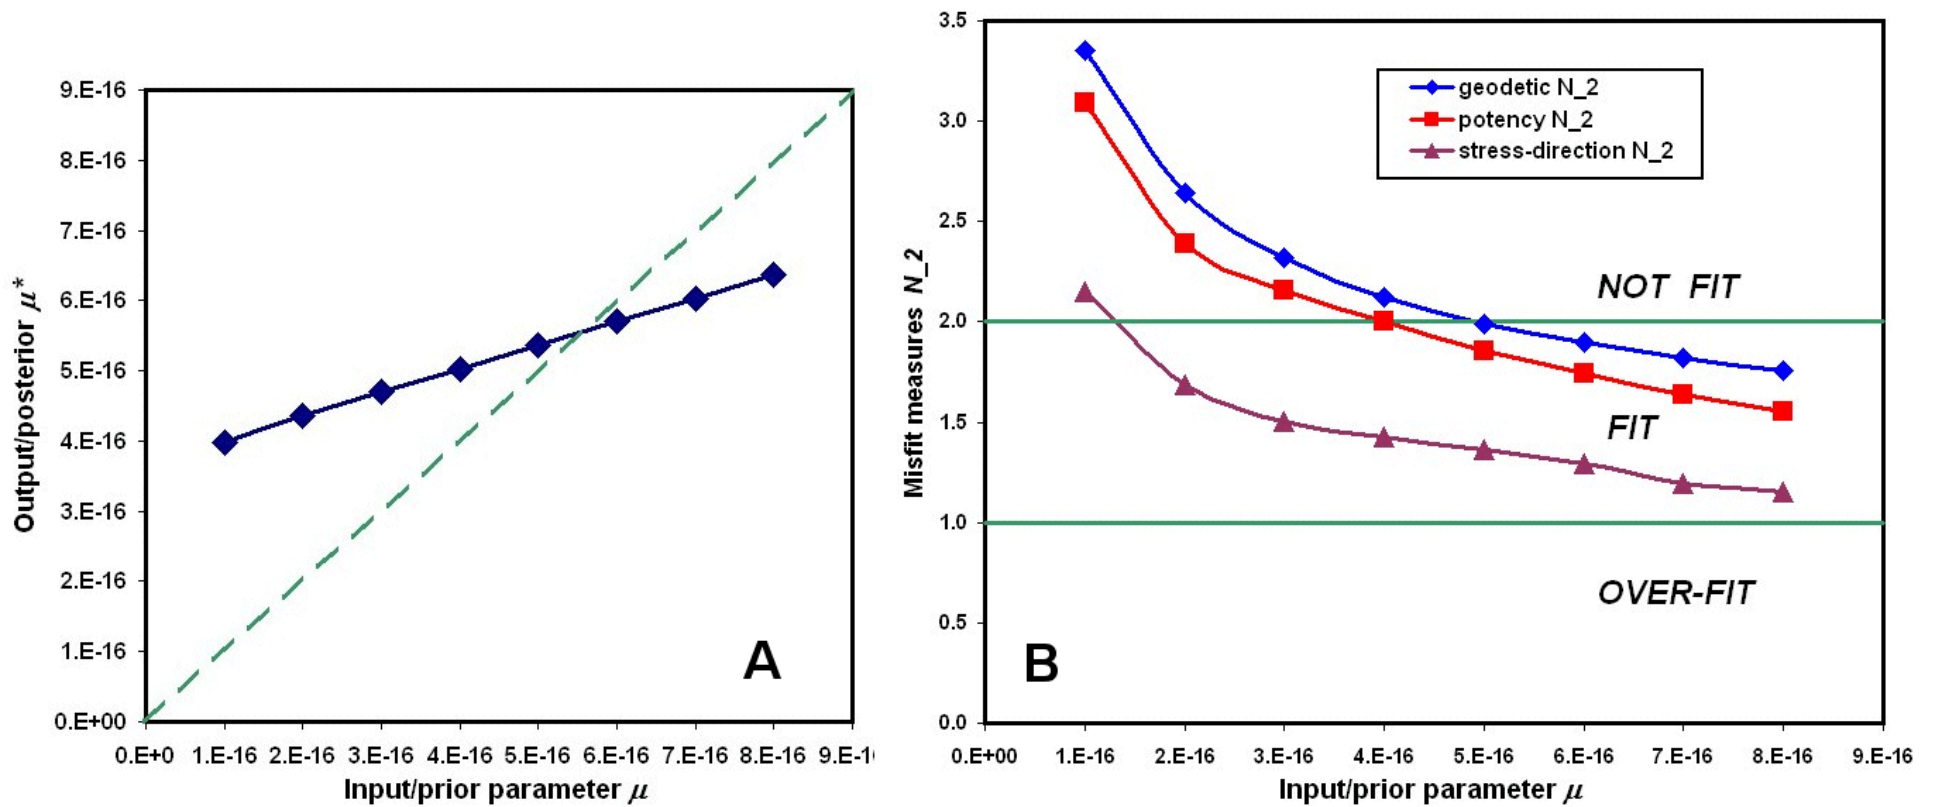 9.E-16
8.E-16
7.E-16
6.E-16
5.E-16
4.E-16
3.E-16
2.E-16
1.E-16
0.E+00
Output/posterior μ*
0.E+0 1.E-16 2.E-16 3.E-16 4.E-16 5.E-16 6.E-16 7.E-16 8.E-16 9.E-1
Input/prior parameter μ
A
3.5
3.0
2.5
2.0
1.5
1.0
0.5
0.0
Misfit measures N_2
geodetic N_2
potency N_2
stress-direction N_2
NOT FIT
FIT
OVER-FIT
B
0.E+00 1.E-16 2.E-16 3.E-16 4.E-16 5.E-16 6.E-16 7.E-16 8.E-16 9.E-16
Input/prior parameter μ